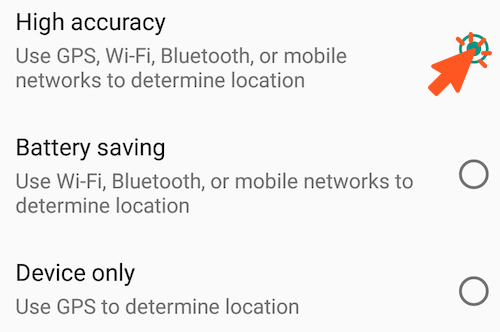 High accuracy
Use GPS, Wi-Fi, Bluetooth, or mobile
networks to determine location
Battery saving
Use Wi-Fi, Bluetooth, or mobile networks to
determine location
Device only
Use GPS to determine location